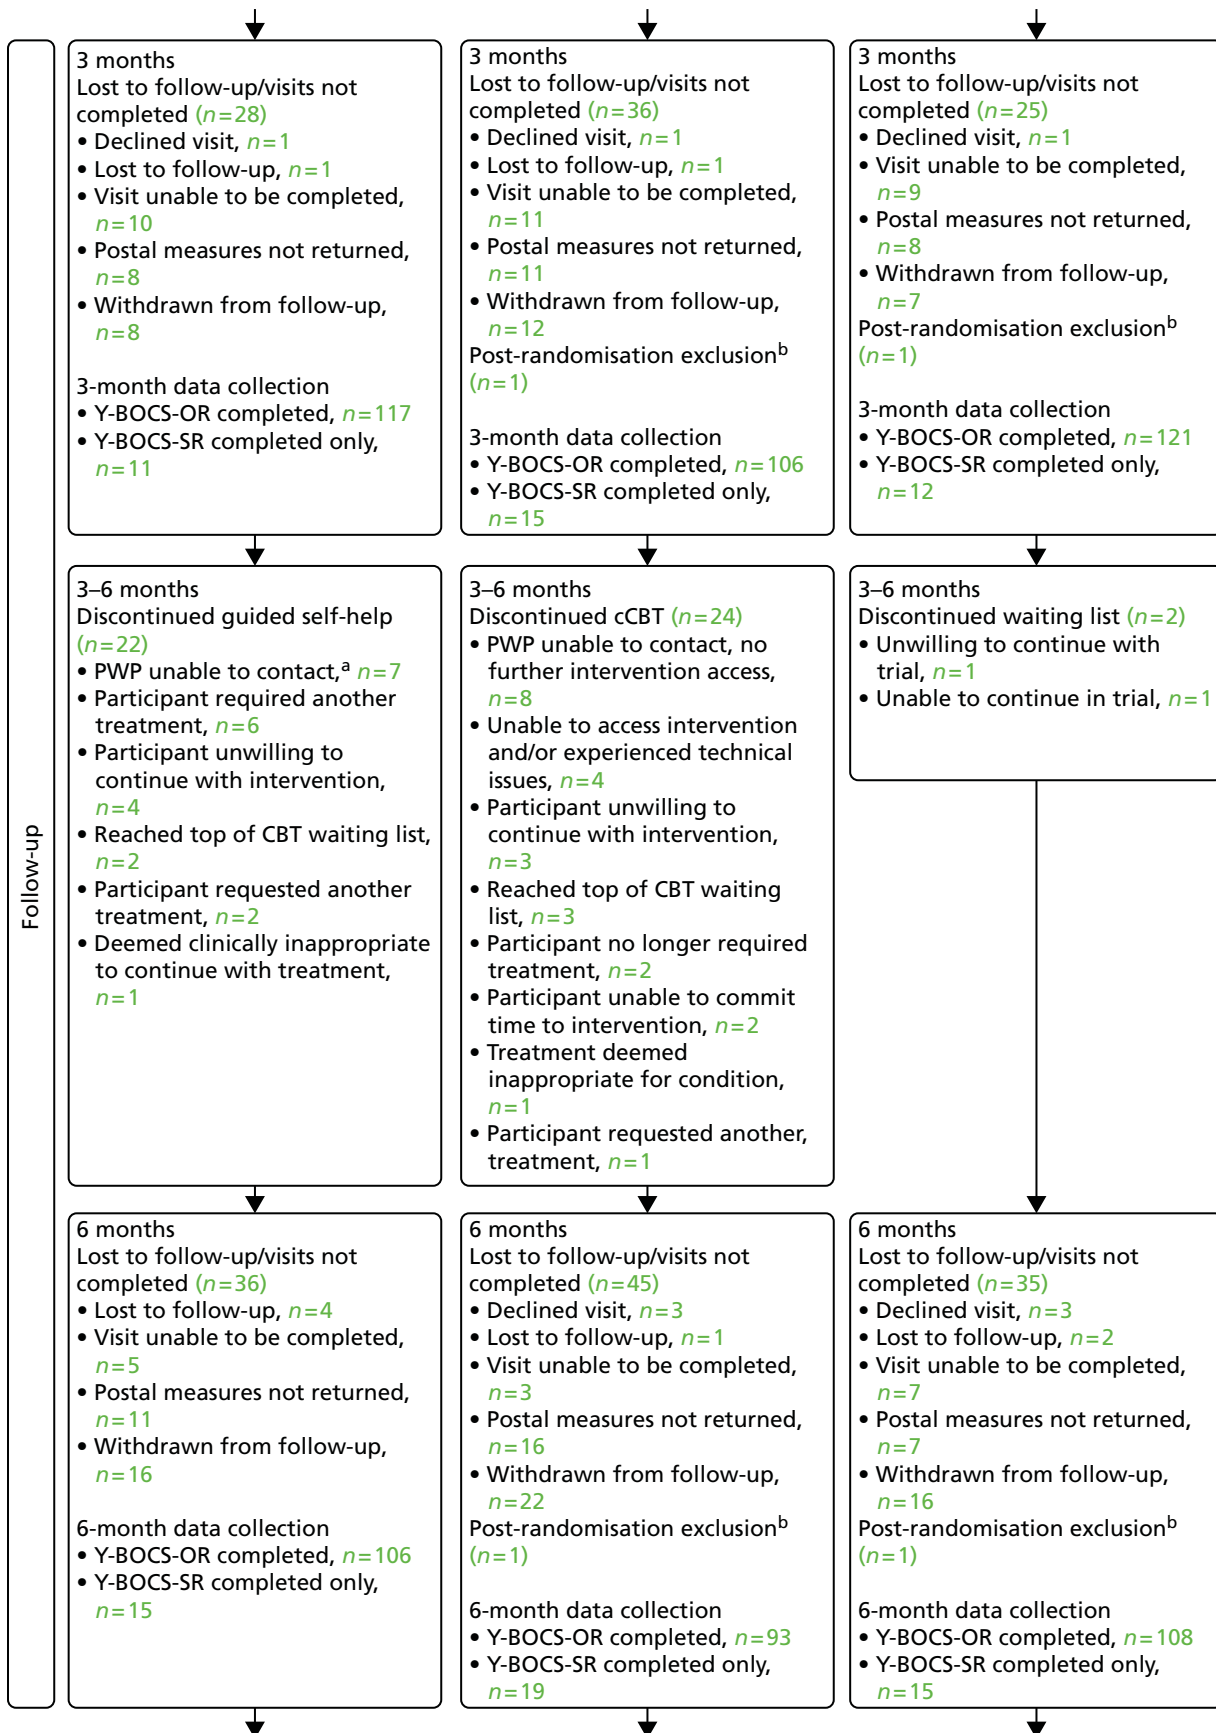 Follow-up
3 months
Lost to follow-up/visits not
completed (n=28)
• Declined visit, n=1
• Lost to follow-up, n=1
• Visit unable to be completed,
n=10
• Postal measures not returned,
n=8
• Withdrawn from follow-up,
n=8
3-month data collection
• Y-BOCS-OR completed, n=117
• Y-BOCS-SR completed only,
n=11
3 months
Lost to follow-up/visits not
completed (n=36)
• Declined visit, n=1
• Lost to follow-up, n=1
• Visit unable to be completed,
n=11
• Postal measures not returned,
n=11
• Withdrawn from follow-up,
n=12
Post-randomisation exclusionb
(n=1)
3-month data collection
• Y-BOCS-OR completed, n=106
• Y-BOCS-SR completed only,
n=15
3 months
Lost to follow-up/visits not
completed (n=25)
• Declined visit, n=1
• Visit unable to be completed,
n=9
• Postal measures not returned,
n=8
• Withdrawn from follow-up,
n=7
Post-randomisation exclusionb
(n=1)
3-month data collection
• Y-BOCS-OR completed, n=121
• Y-BOCS-SR completed only,
n=12
3–6 months
Discontinued guided self-help
(n=22)
• PWP unable to contact,a n=7
• Participant required another
treatment, n=6
• Participant unwilling to
continue with intervention,
n=4
• Reached top of CBT waiting list,
n=2
• Participant requested another
treatment, n=2
• Deemed clinically inappropriate
to continue with treatment,
n=1
3–6 months
Discontinued cCBT (n=24)
• PWP unable to contact, no
further intervention access,
n=8
• Unable to access intervention
and/or experienced technical
issues, n=4
• Participant unwilling to
continue with intervention,
n=3
• Reached top of CBT waiting
list, n=3
• Participant no longer required
treatment, n=2
• Participant unable to commit
time to intervention, n=2
• Treatment deemed
inappropriate for condition,
n=1
• Participant requested another,
treatment, n=1
3–6 months
Discontinued waiting list (n=2)
• Unwilling to continue with
trial, n=1
• Unable to continue in trial, n=1
6 months
Lost to follow-up/visits not
completed (n=36)
• Lost to follow-up, n=4
• Visit unable to be completed,
n=5
• Postal measures not returned,
n=11
• Withdrawn from follow-up,
n=16
6-month data collection
• Y-BOCS-OR completed, n=106
• Y-BOCS-SR completed only,
n=15
6 months
Lost to follow-up/visits not
completed (n=45)
• Declined visit, n=3
• Lost to follow-up, n=1
• Visit unable to be completed,
n=3
• Postal measures not returned,
n=16
• Withdrawn from follow-up,
n=22
Post-randomisation exclusionb
(n=1)
6-month data collection
• Y-BOCS-OR completed, n=93
• Y-BOCS-SR completed only,
n=19
6 months
Lost to follow-up/visits not
completed (n=35)
• Declined visit, n=3
• Lost to follow-up, n=2
• Visit unable to be completed,
n=7
• Postal measures not returned,
n=7
• Withdrawn from follow-up,
n=16
Post-randomisation exclusionb
(n=1)
6-month data collection
• Y-BOCS-OR completed, n=108
• Y-BOCS-SR completed only,
n=15